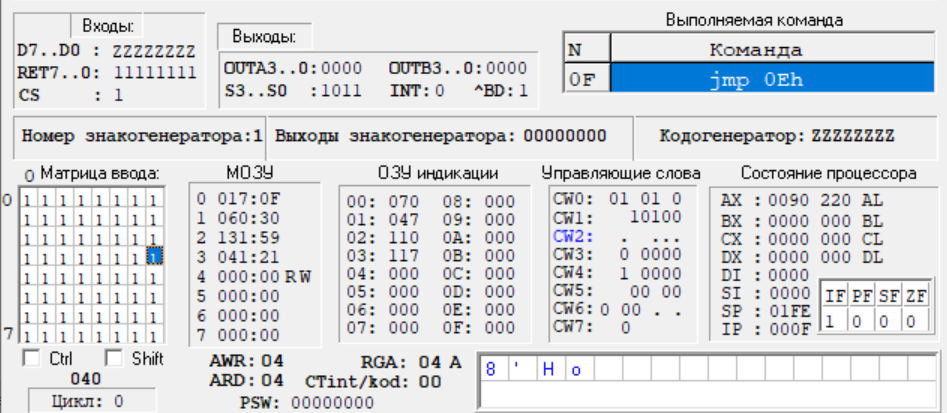 Входы:
D7..D0 : ZZZZZZZZ
RET7..0: 11111111
CS : 1
Выходы:
OUTA3..0:0000 OUTB3..0:0000
S3..S0 :1011 INT:0 ^BD:1
Выполняемая команда
N Команда
0F jmp 0Eh
Номер знакогенератора:1 Выходы знакогенератора: 00000000 Кодогенератор: ZZZZZZZZ
0 Матрица ввода:
0 1 1 1 1 1 1 1 1
1 1 1 1 1 1 1 1
1 1 1 1 1 1 1 1
1 1 1 1 1 1 1 1
1 1 1 1 1 1 1 1
1 1 1 1 1 1 1 1
1 1 1 1 1 1 1 1
7 1 1 1 1 1 1 1 1
Ctrl Shift
040
Цикл: 0
МОЗУ
0 017:0F
1 060:30
2 131:59
3 041:21
4 000:00 RW
5 000:00
6 000:00
7 000:00
ОЗУ индикации
00: 070 08: 000
01: 047 09: 000
02: 110 0A: 000
03: 117 0B: 000
04: 000 0C: 000
05: 000 0D: 000
06: 000 0E: 000
07: 000 0F: 000
Управляющие слова
CW0: 01 01 0
CW1: 10100
CW2: . ...
CW3: 0 0000
CW4: 1 0000
CW5: 00 00
CW6: 0 00 . .
CW7: 0
Состояние процессора
AX : 0090 220 AL
BX : 0000 000 BL
CX : 0000 000 CL
DX : 0000 000 DL
DI : 0000
SI : 0000
SP : 01FE
IP : 000F
IF PF SF ZF
1 0 0 0
AWR: 04 RGA: 04 A
ARD: 04 CTint/kod: 00
PSW: 00000000
8 ' H o